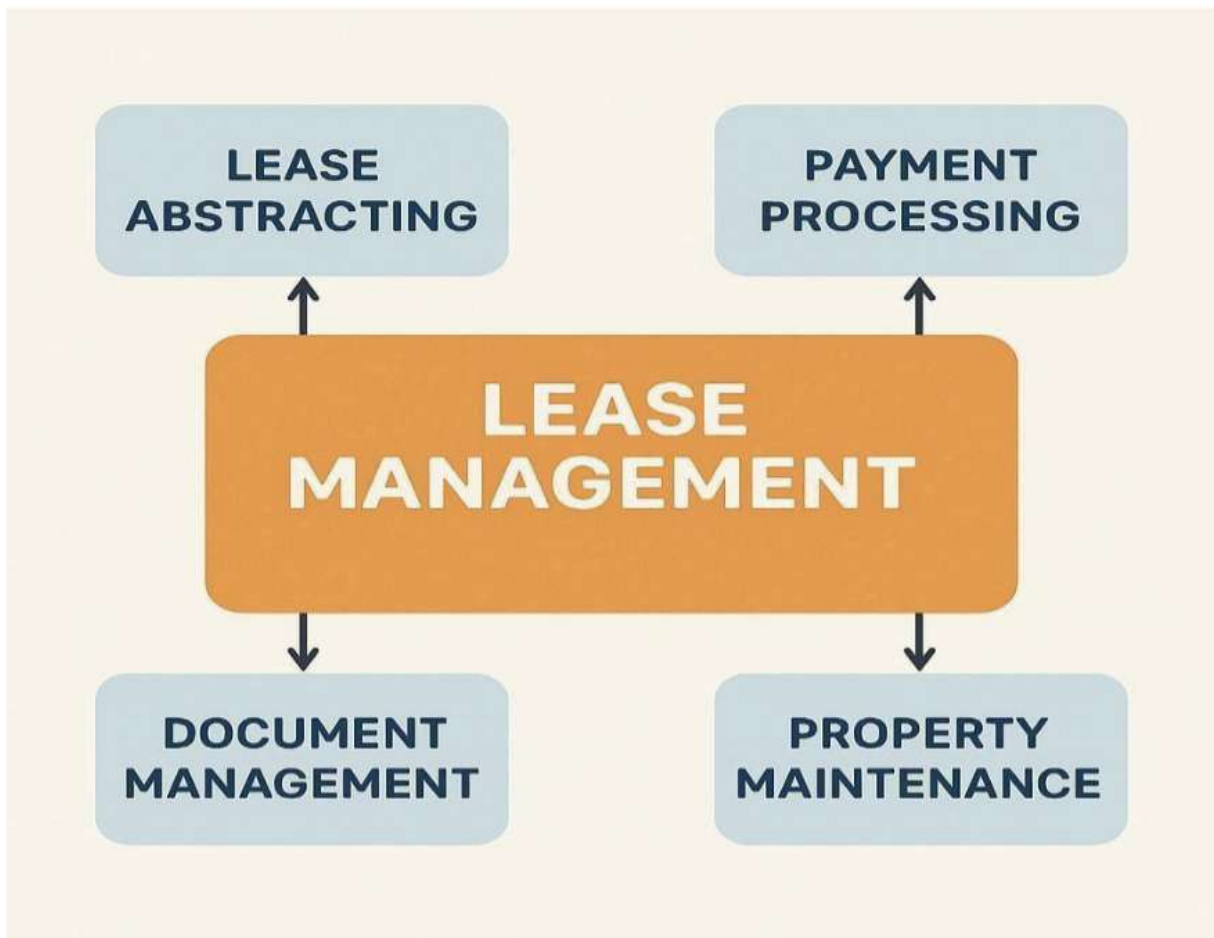 LEASE
ABSTRACTING
PAYMENT
PROCESSING
LEASE
MANAGEMENT
DOCUMENT
MANAGEMENT
PROPERTY
MAINTENANCE